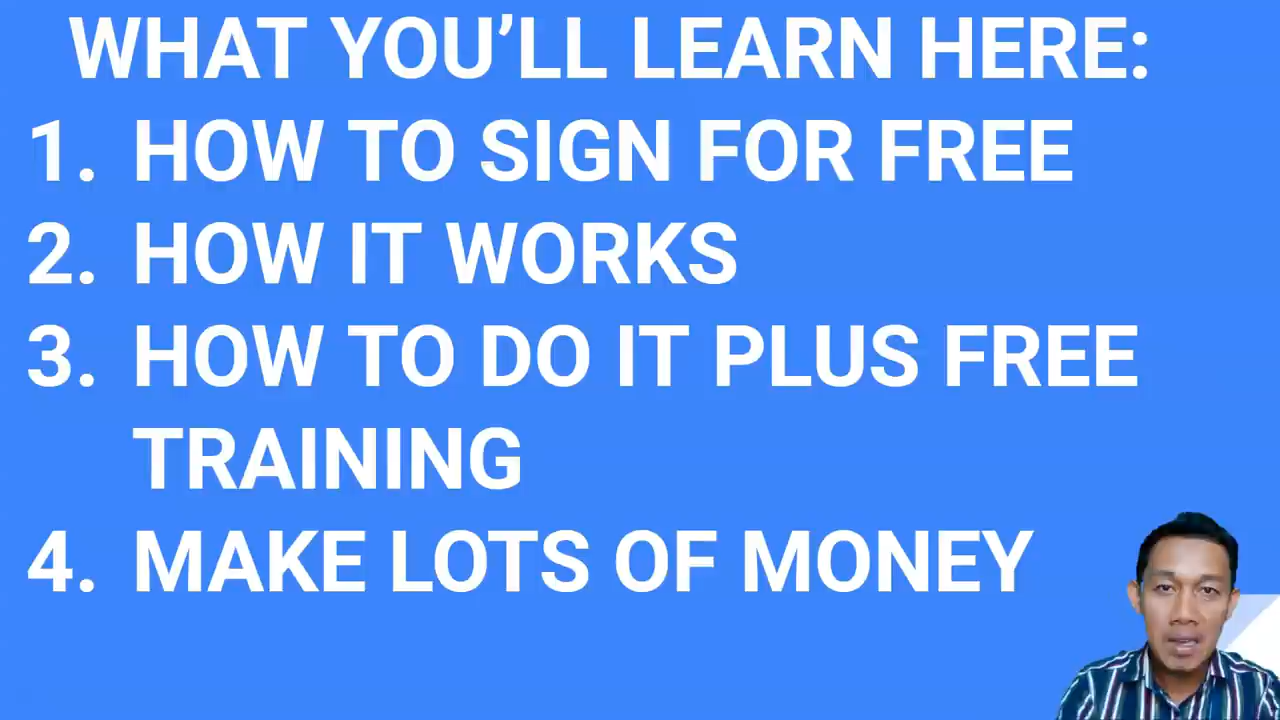 WHAT YOU’LL LEARN HERE:
1. HOW TO SIGN FOR FREE
2. HOW IT WORKS
3. HOW TO DO IT PLUS FREE
TRAINING
4. MAKE LOTS OF MONEY